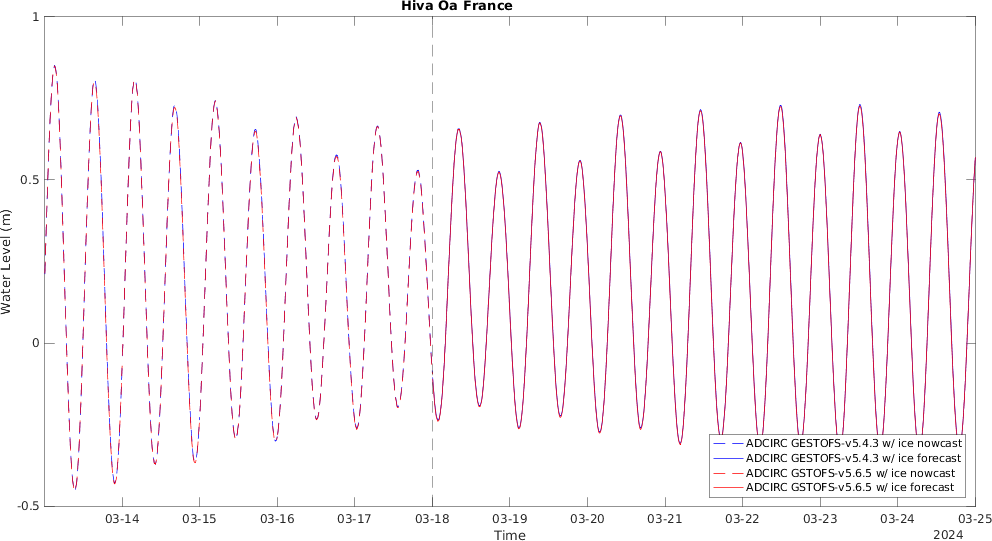 Hiva Oa France
1
0.5
0
-0.5
Water Level (m)
03-14 03-15 03-16 03-17 03-18 03-19 03-20 03-21 03-22 03-23 03-24 03-25
Time
2024
ADCIRC GESTOFS-v5.4.3 w/ ice nowcast
ADCIRC GESTOFS-v5.4.3 w/ ice forecast
ADCIRC GSTOFS-v5.6.5 w/ ice nowcast
ADCIRC GSTOFS-v5.6.5 w/ ice forecast